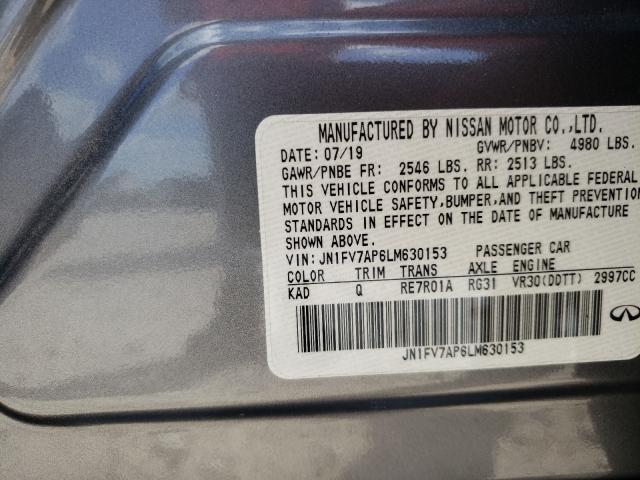 MANUFACTURED BY NISSAN MOTOR CO.,LTD.
DATE: 07/19 GVWR/PNBV: 4980 LBS.
GAWR/PNBE FR: 2546 LBS. RR: 2513 LBS.
THIS VEHICLE CONFORMS TO ALL APPLICABLE FEDERAL
MOTOR VEHICLE SAFETY,BUMPER,AND THEFT PREVENTION
STANDARDS IN EFFECT ON THE DATE OF MANUFACTURE
SHOWN ABOVE.
VIN: JN1FV7AP6LM630153 PASSENGER CAR
COLOR TRIM TRANS AXLE ENGINE
KAD Q RE7R01A RG31 VR30(DDTT) 2997CC
JN1FV7AP6LM630153